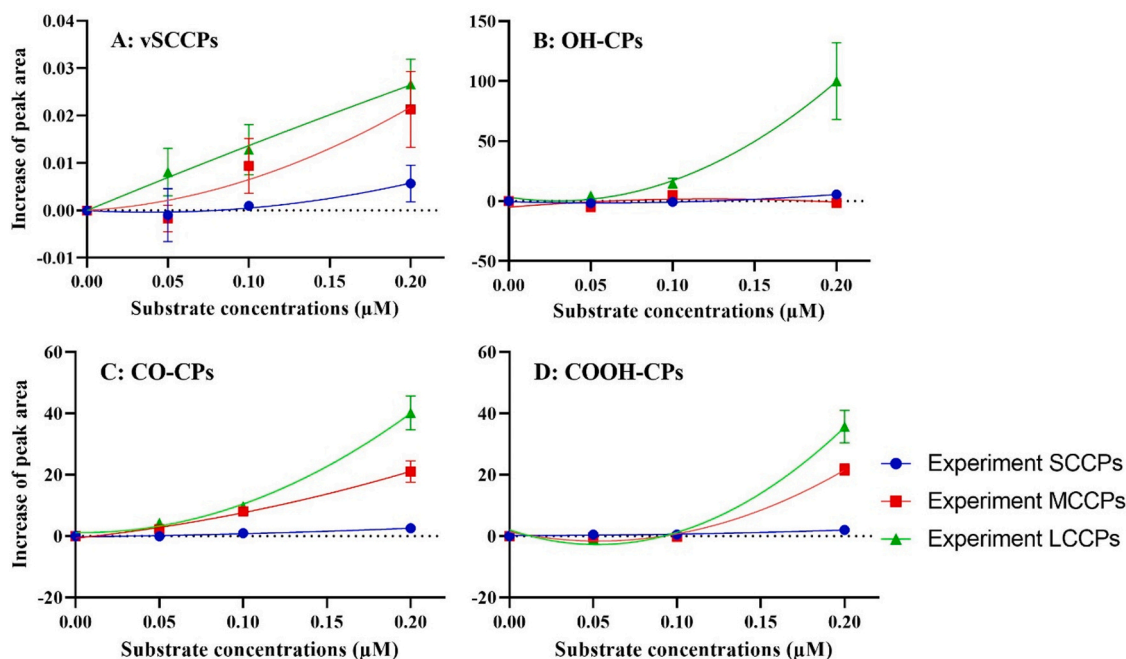 A: vSCCPs
Increase of peak area
0.04
0.03
0.02
0.01
0.00
-0.01
0.00 0.05 0.10 0.15 0.20
Substrate concentrations (µM)
B: OH-CPs
150
100
50
0
-50
0.00 0.05 0.10 0.15 0.20
Substrate concentrations (µM)
C: CO-CPs
Increase of peak area
60
40
20
0
-20
0.00 0.05 0.10 0.15 0.20
Substrate concentrations (µM)
D: COOH-CPs
60
40
20
0
-20
0.00 0.05 0.10 0.15 0.20
Substrate concentrations (µM)
Experiment SCCPs
Experiment MCCPs
Experiment LCCPs